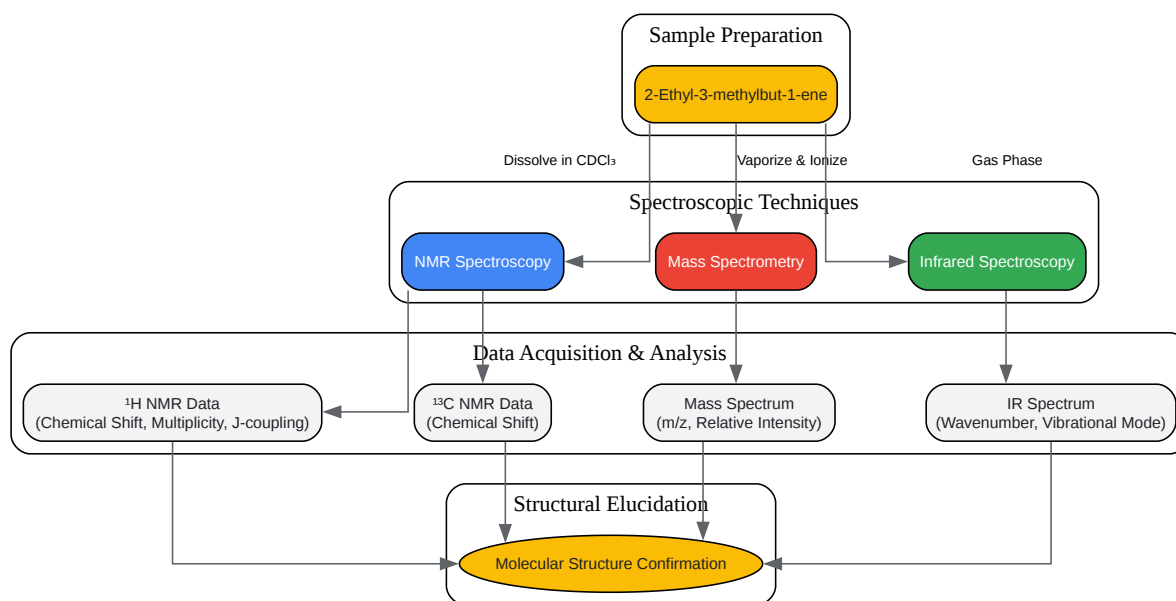 Sample Preparation
2-Ethyl-3-methylbut-1-ene
Dissolve in CDCl₃
Vaporize & Ionize
Gas Phase
Spectroscopic Techniques
NMR Spectroscopy
Mass Spectrometry
Infrared Spectroscopy
Data Acquisition & Analysis
¹H NMR Data
(Chemical Shift, Multiplicity, J-coupling)
¹³C NMR Data
(Chemical Shift)
Mass Spectrum
(m/z, Relative Intensity)
IR Spectrum
(Wavenumber, Vibrational Mode)
Structural Elucidation
Molecular Structure Confirmation